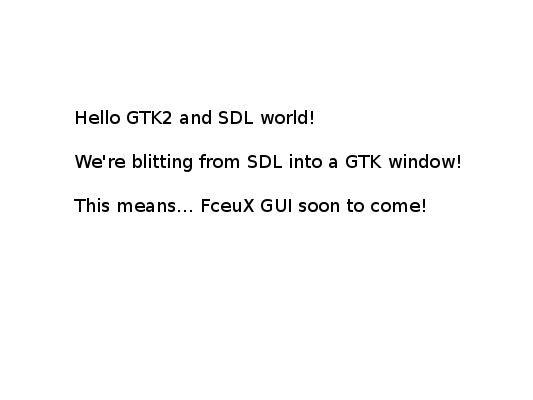 Hello GTK2 and SDL world!
We're blitting from SDL into a GTK window!
This means... FceuX GUI soon to come!